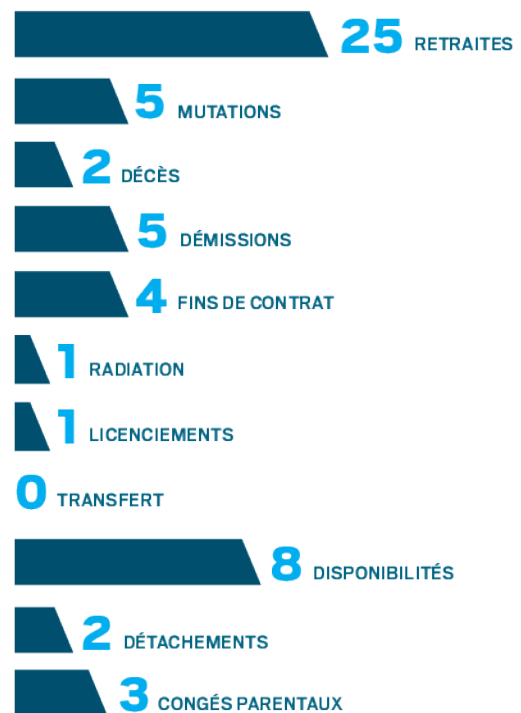 25 RETRAITES
5 MUTATIONS
2 DÉCÈS
5 DÉMISSIONS
4 FINS DE CONTRAT
1 RADIATION
1 LICENCIEMENTS
0 TRANSFERT
8 DISPONIBILITÉS
2 DÉTACHEMENTS
3 CONGÉS PARENTAUX